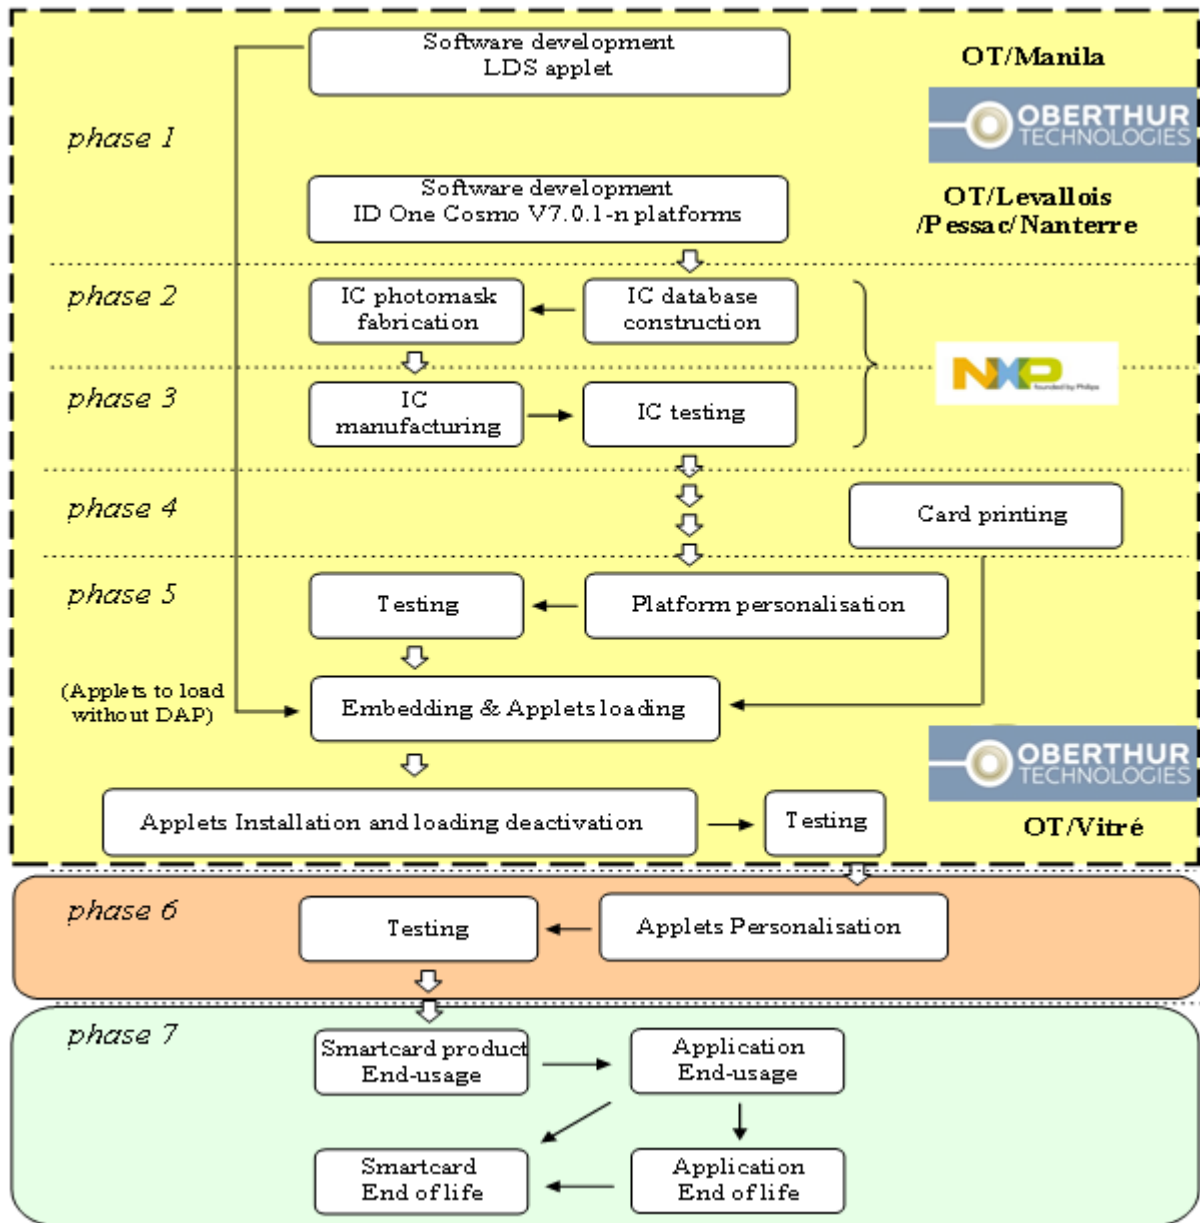 Software development
LDS applet
OT/Manila
OBERTHUR
TECHNOLOGIES
phase 1
Software development
ID One Cosmo V7.0.1-n platforms
OT/Levallois
/Pessac/Nanterre
phase 2
IC photomask
fabrication
IC database
construction
NXP
founded by Philips
phase 3
IC
manufacturing
IC testing
phase 4
Card printing
phase 5
Testing
Platform personalisation
(Applets to load
without DAP)
Embedding & Applets loading
OBERTHUR
TECHNOLOGIES
Applets Installation and loading deactivation
Testing
OT/Vitré
phase 6
Testing
Applets Personalisation
phase 7
Smartcard product
End-usage
Application
End-usage
Smartcard
End of life
Application
End of life